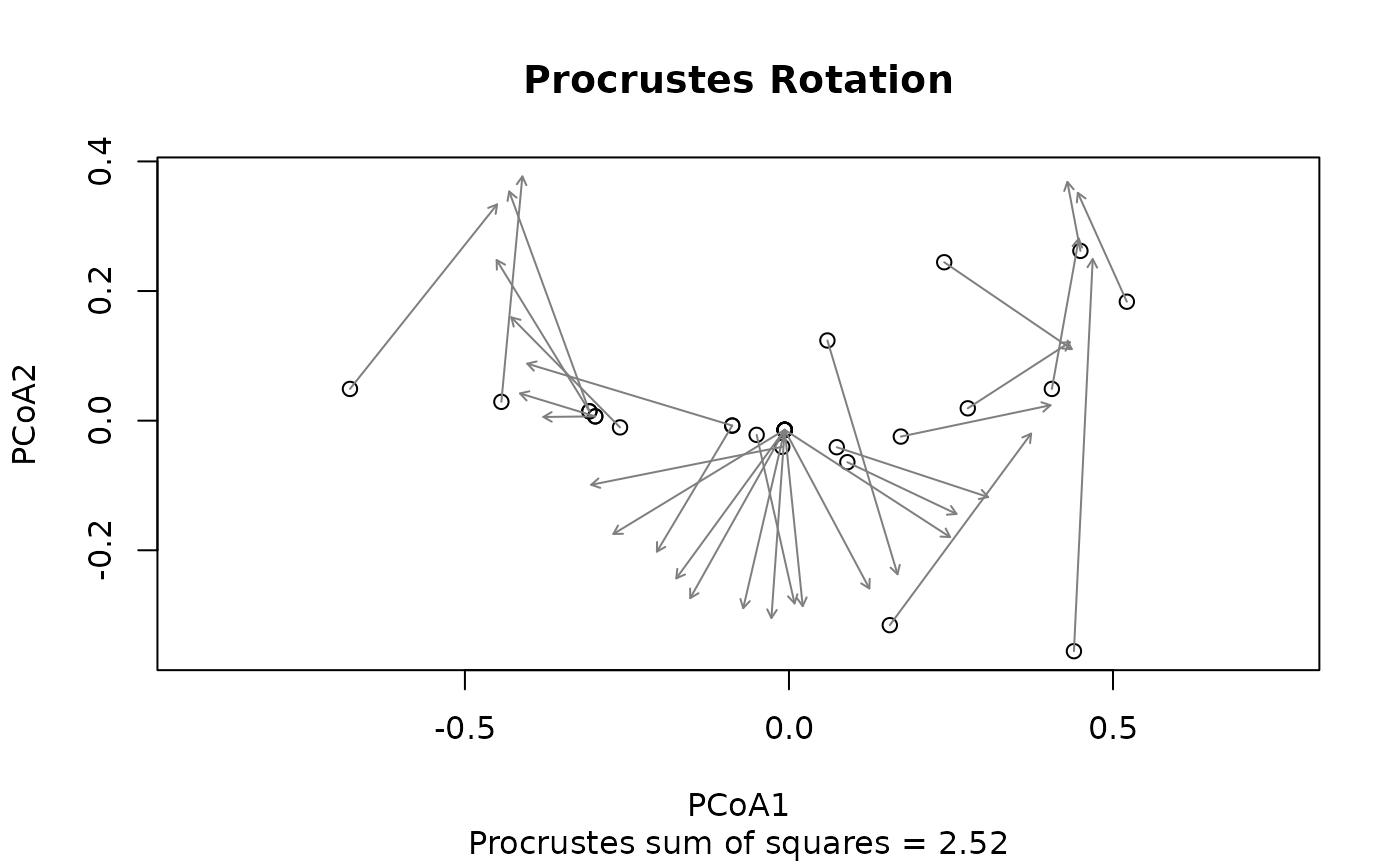 Procrustes Rotation
PCoA2
0.4
0.2
0.0
-0.2
-0.5 0.0 0.5
PCoA1
Procrustes sum of squares = 2.52